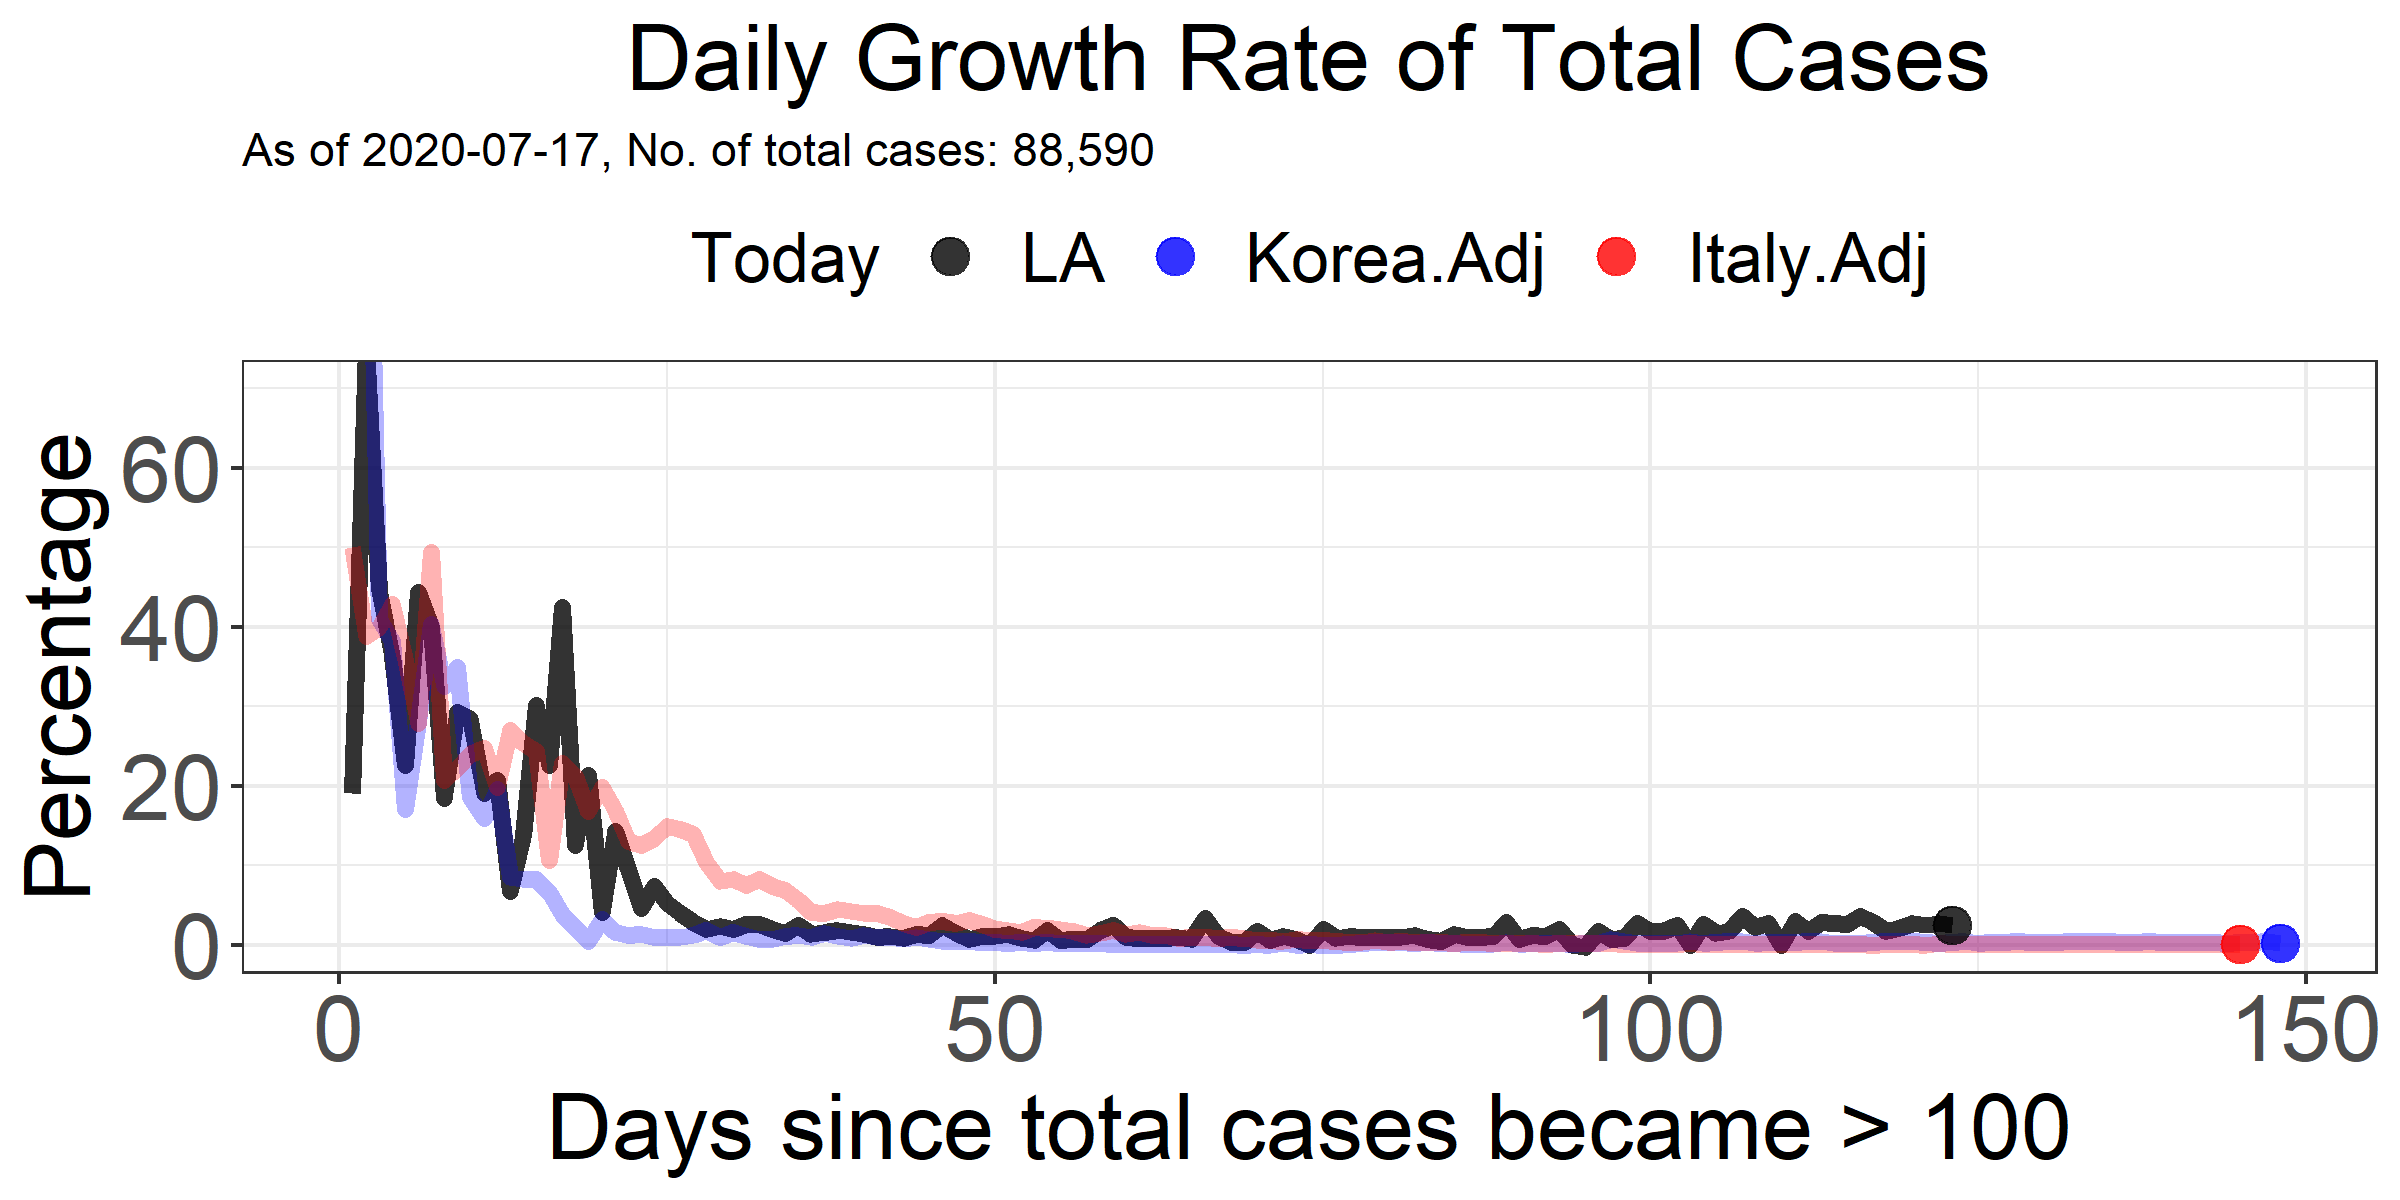 Daily Growth Rate of Total Cases
As of 2020-07-17, No. of total cases: 88,590
Today LA Korea.Adj Italy.Adj
Percentage
60
40
20
0
0 50 100 150
Days since total cases became > 100